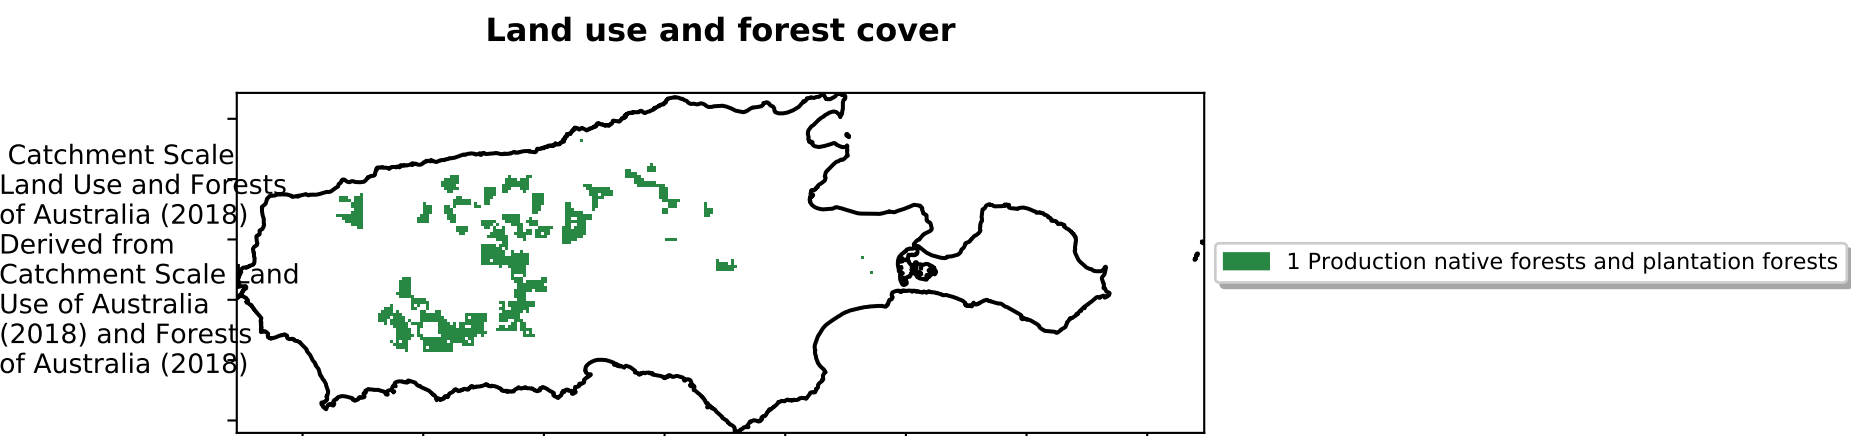 Land use and forest cover
Catchment Scale
Land Use and Forests
of Australia (2018)
Derived from
Catchment Scale Land
Use of Australia
(2018) and Forests
of Australia (2018)
1 Production native forests and plantation forests